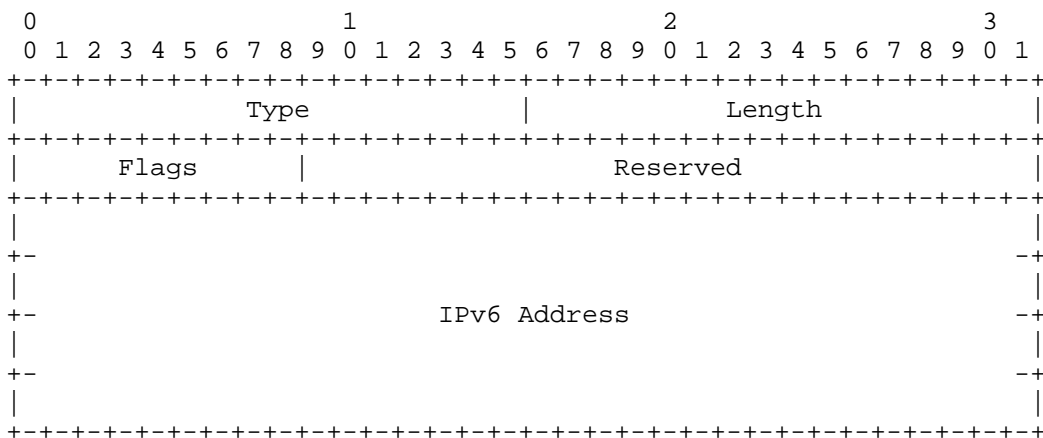 0                   1                   2                   3
 0 1 2 3 4 5 6 7 8 9 0 1 2 3 4 5 6 7 8 9 0 1 2 3 4 5 6 7 8 9 0 1
+-+-+-+-+-+-+-+-+-+-+-+-+-+-+-+-+-+-+-+-+-+-+-+-+-+-+-+-+-+-+-+-+
|              Type             |            Length             |
+-+-+-+-+-+-+-+-+-+-+-+-+-+-+-+-+-+-+-+-+-+-+-+-+-+-+-+-+-+-+-+-+
|      Flags      |                   Reserved                  |
+-+-+-+-+-+-+-+-+-+-+-+-+-+-+-+-+-+-+-+-+-+-+-+-+-+-+-+-+-+-+-+-+
|                                                               |
+-                                                             -+
|                                                               |
+-                         IPv6 Address                        -+
|                                                               |
+-                                                             -+
|                                                               |
+-+-+-+-+-+-+-+-+-+-+-+-+-+-+-+-+-+-+-+-+-+-+-+-+-+-+-+-+-+-+-+-+